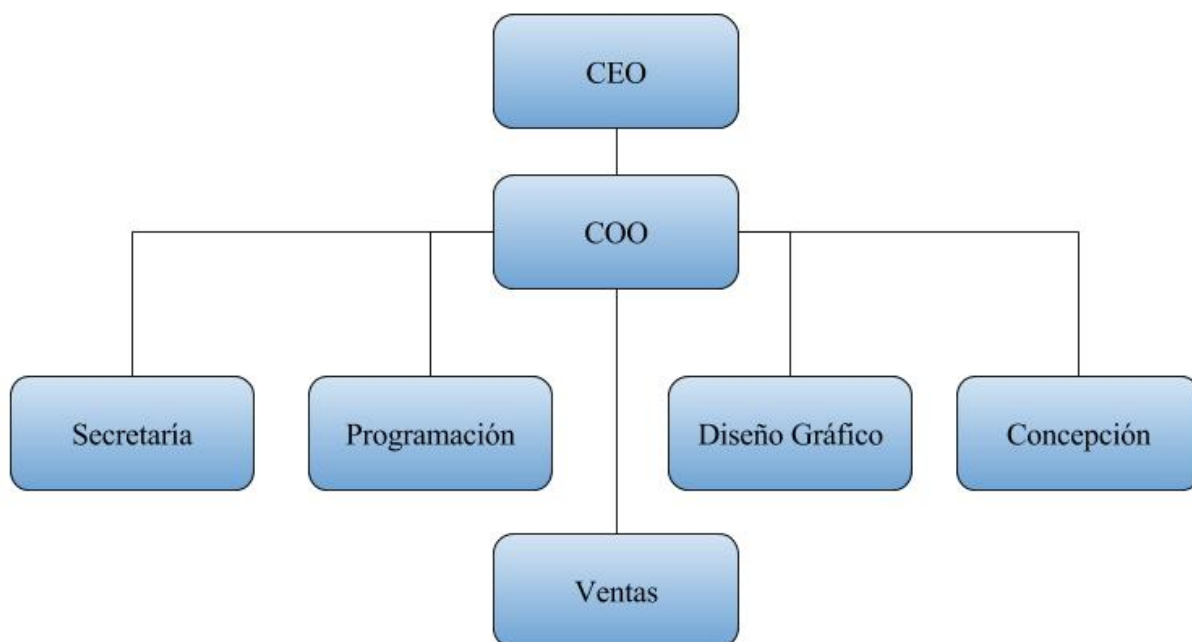 CEO
COO
Secretaría
Programación
Diseño Gráfico
Concepción
Ventas